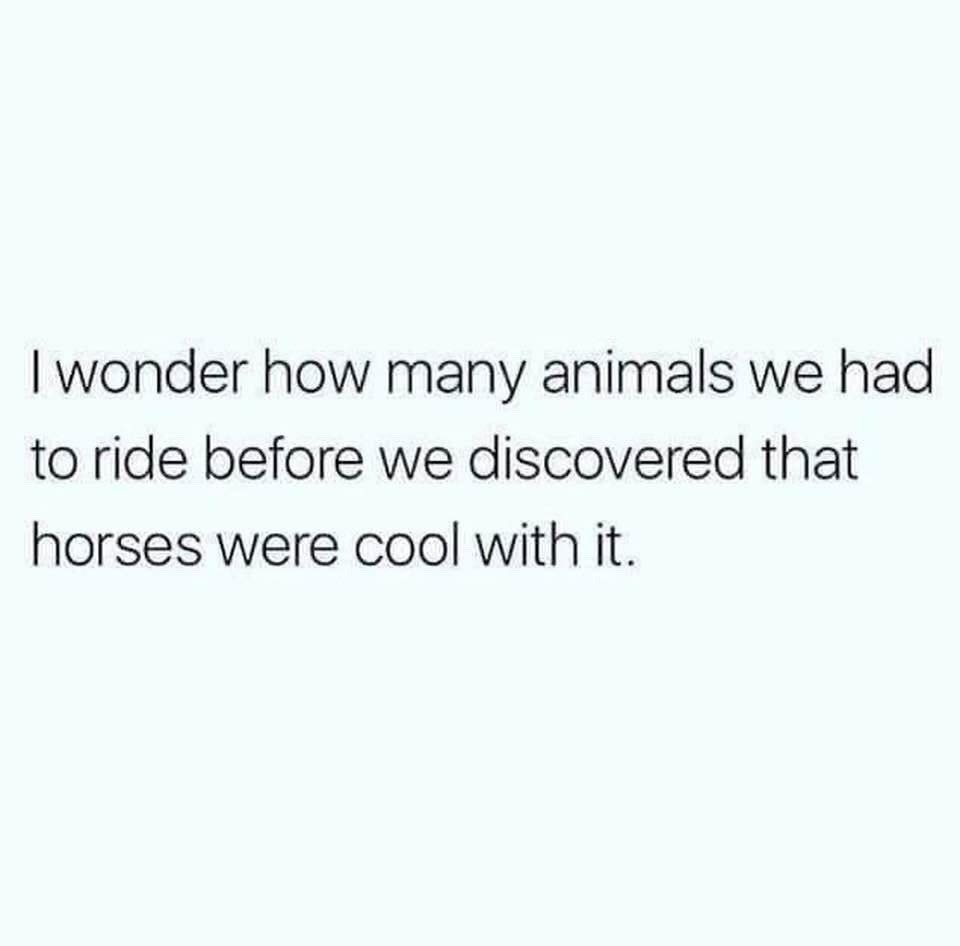 I wonder how many animals we had
to ride before we discovered that
horses were cool with it.